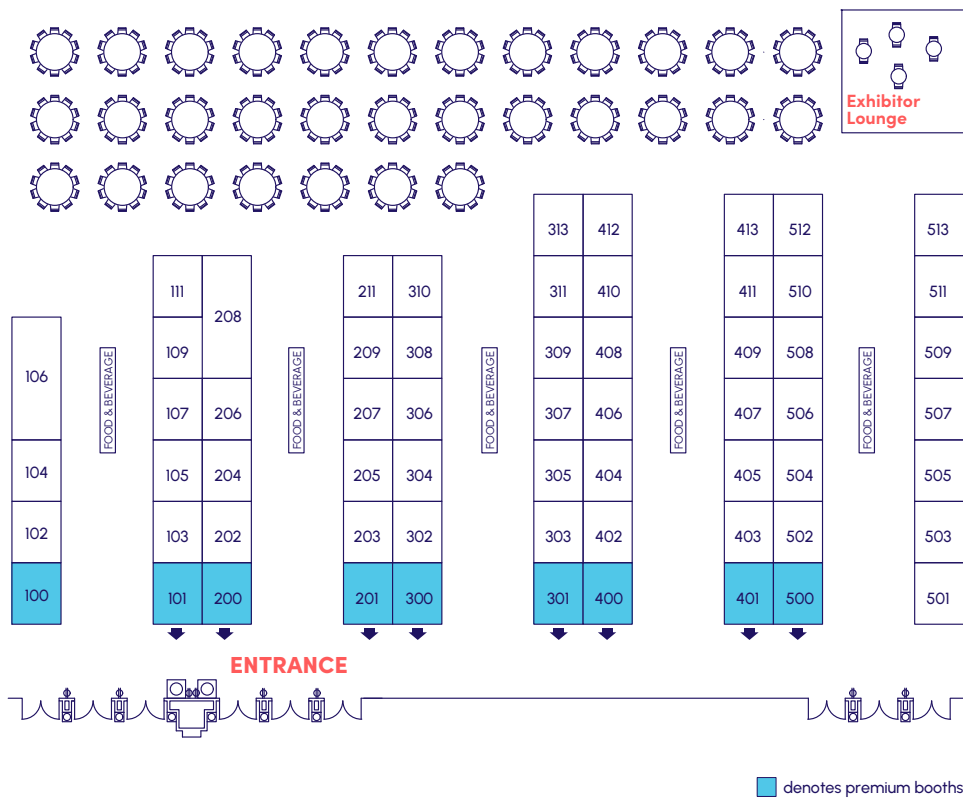 Exhibitor
Lounge
313 412 413 512 513
111 211 310 311 410 411 510 511
208
109 209 308 309 408 409 508 509
106
FOOD & BEVERAGE
FOOD & BEVERAGE
FOOD & BEVERAGE
FOOD & BEVERAGE
FOOD & BEVERAGE
107 206 207 306 307 406 407 506 507
104 105 204 205 304 305 404 405 504 505
102 103 202 203 302 303 402 403 502 503
100 101 200 201 300 301 400 401 500 501
ENTRANCE
denotes premium booths